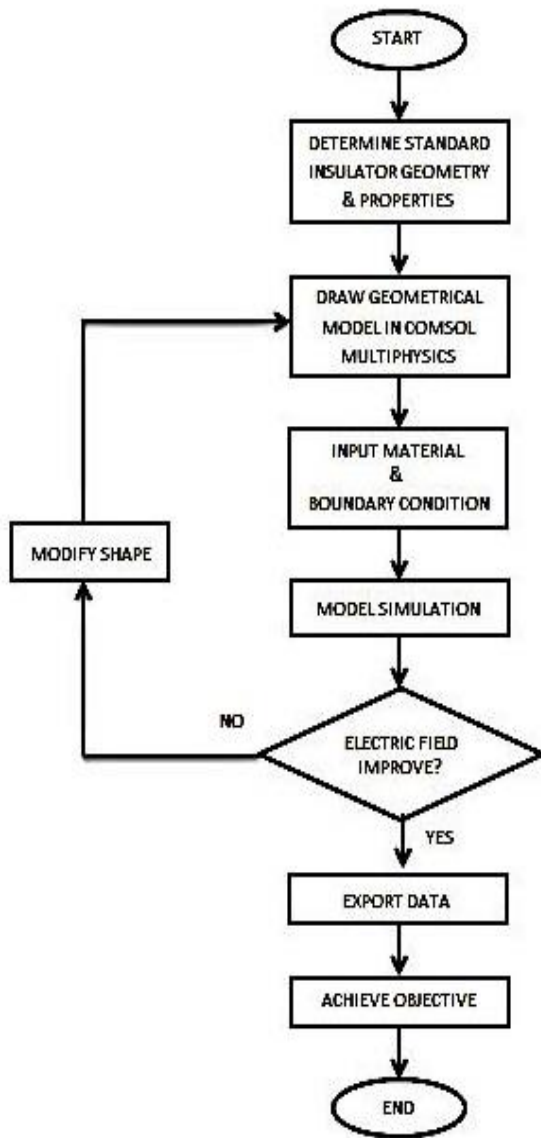 START
DETERMINE STANDARD
INSULATOR GEOMETRY
& PROPERTIES
DRAW GEOMETRICAL
MODEL IN COMSOL
MULTIPHYSICS
INPUT MATERIAL
&
BOUNDARY CONDITION
MODIFY SHAPE
MODEL SIMULATION
NO
ELECTRIC FIELD
IMPROVE?
YES
EXPORT DATA
ACHIEVE OBJECTIVE
END